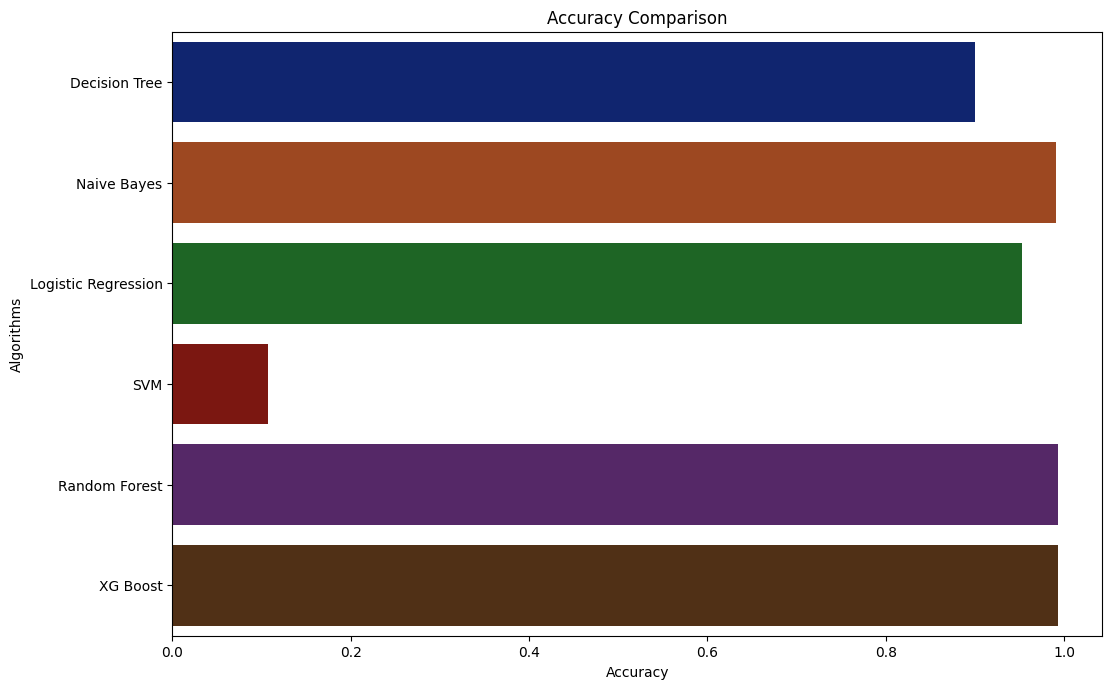 Accuracy Comparison
Algorithms
Decision Tree
Naive Bayes
Logistic Regression
SVM
Random Forest
XG Boost
0.0 0.2 0.4 0.6 0.8 1.0
Accuracy